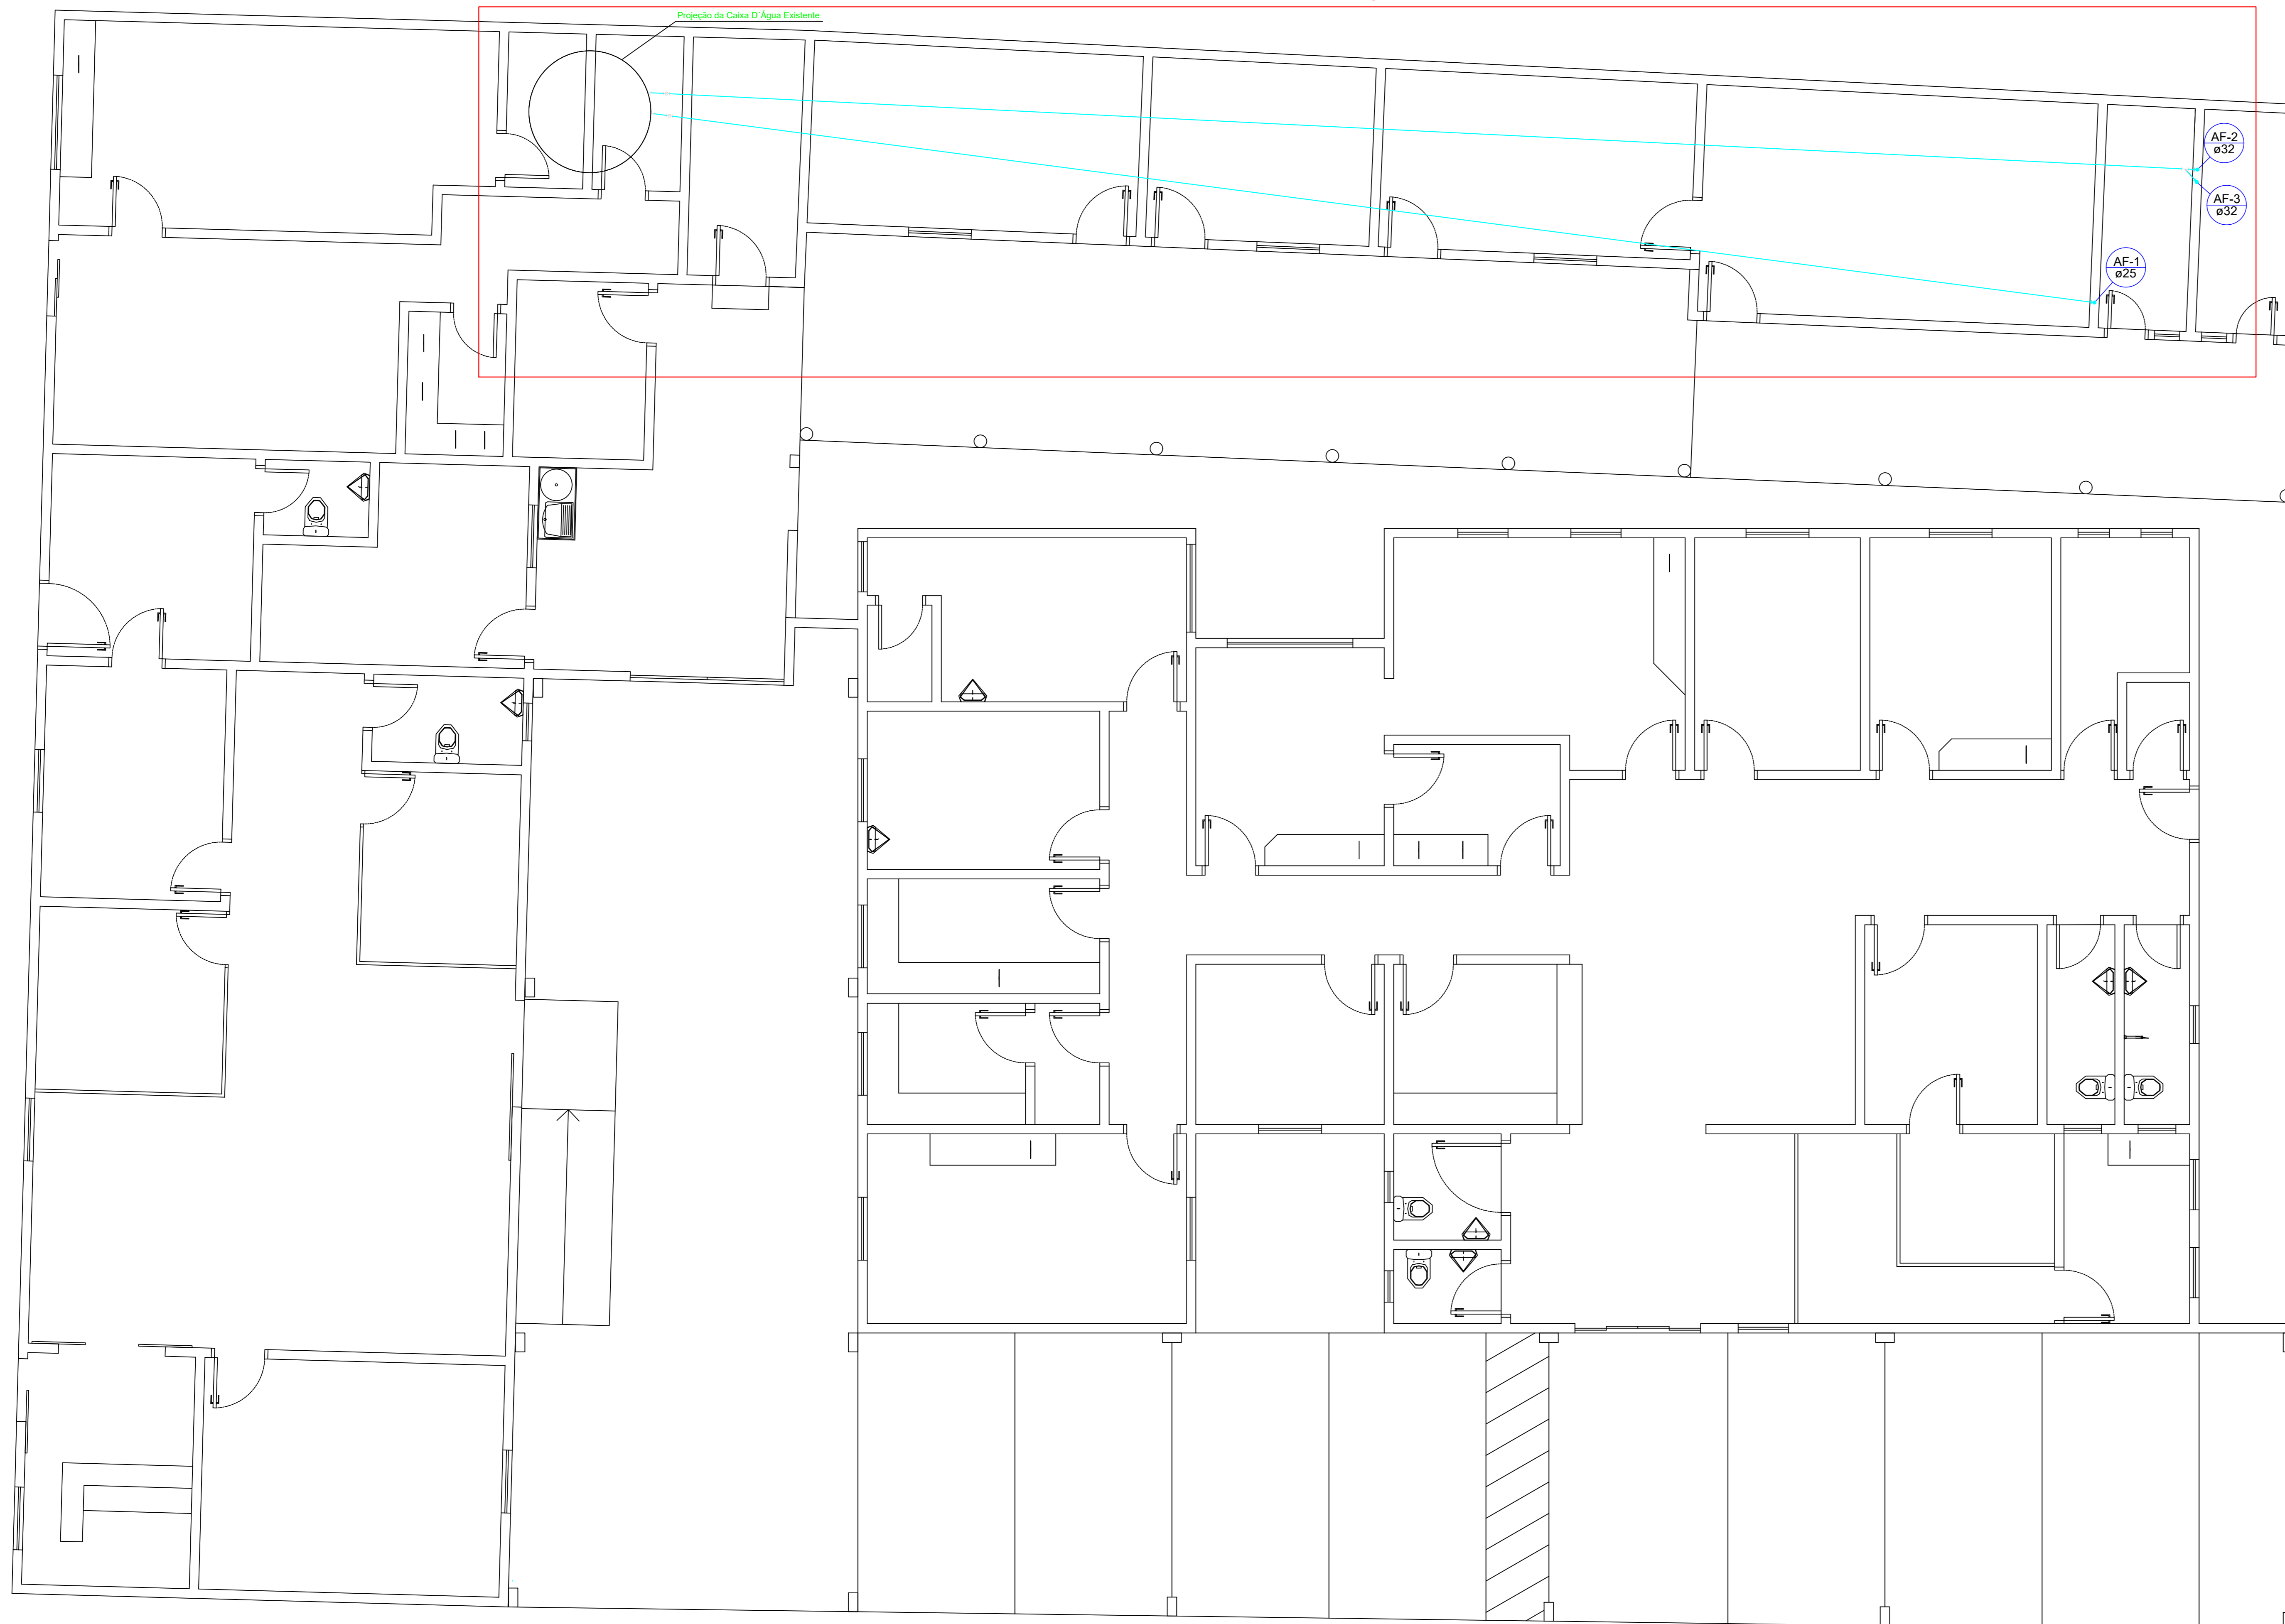 Projeção da Caixa D´Água Existente
AF-2
ø32
AF-3
ø32
AF-1
ø25